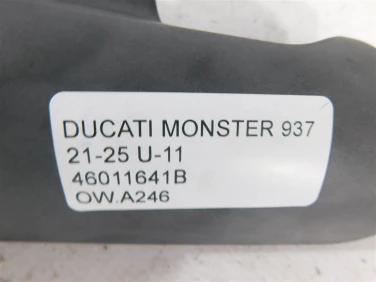 DUCATI MONSTER 937
21-25 U-11
46011641B
OW.A246